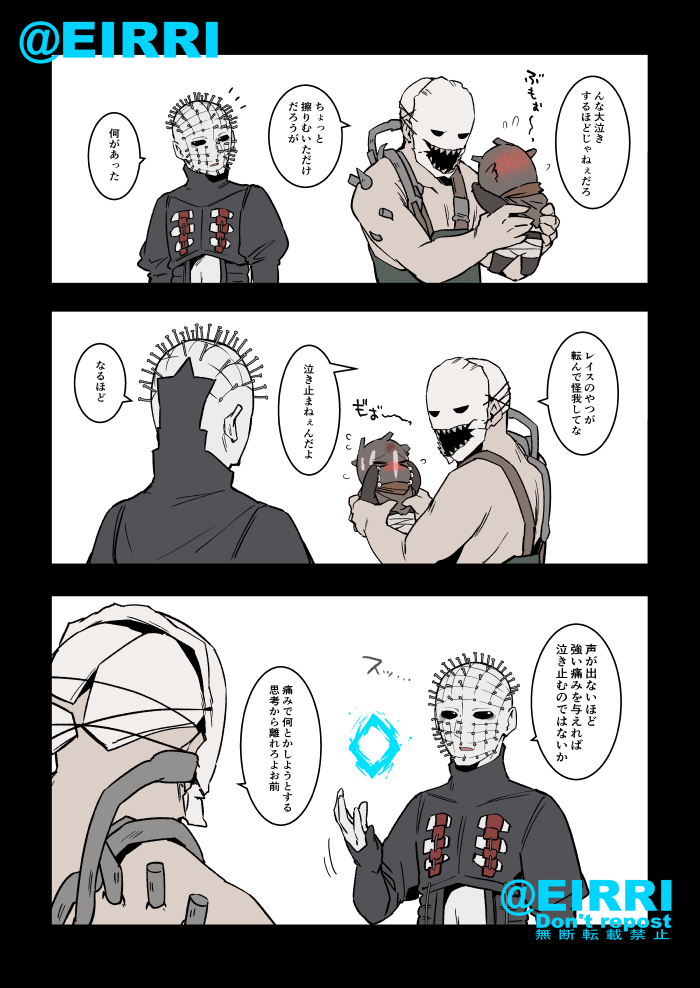 @EIRRI
んな大泣き
するほどじゃねぇだろ
ぶもぉ〜〜
ちょっと
擦りむいただけ
だろうが
何があった
レイスのやつが
転んで怪我してな
もぉ〜〜
泣き止まねぇんだよ
なるほど
声が出ないほど
強い痛みを与えれば
泣き止むのではないか
スッ…
痛みで何とかしようとする
思考から離れろよお前
@EIRRI
Don't repost
無断転載禁止